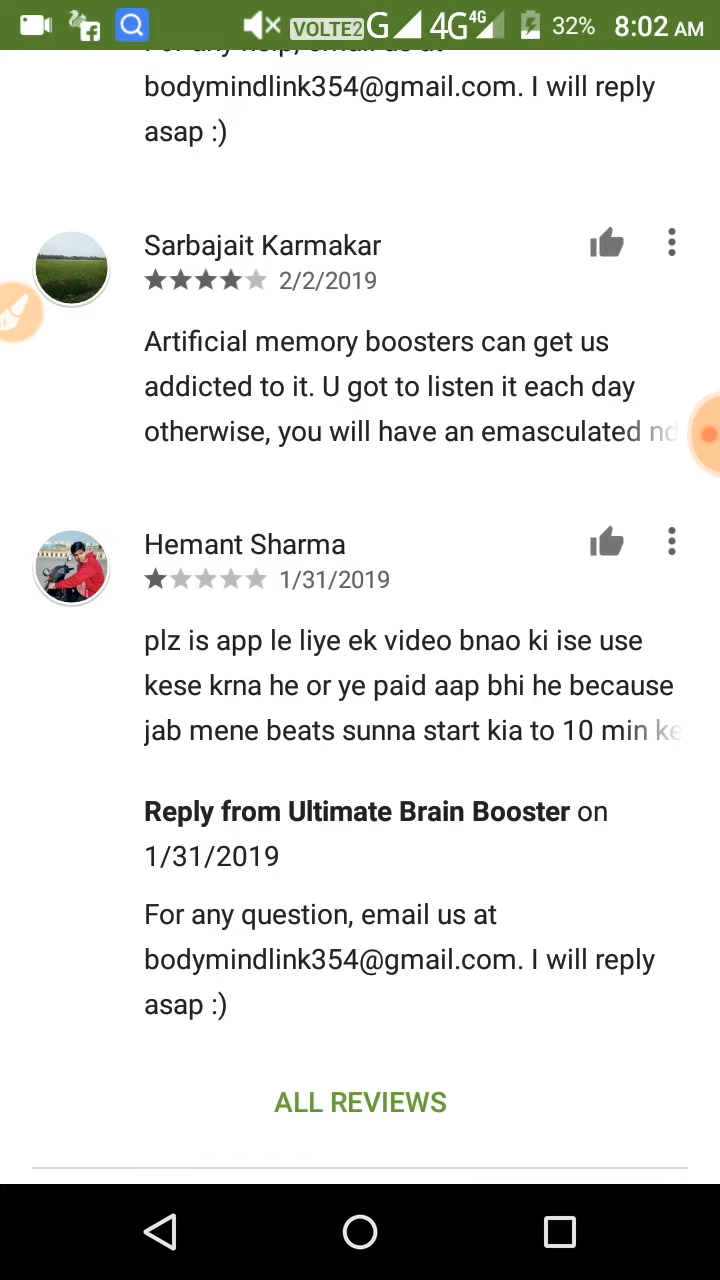 VOLTE2 G 4G 4G 32% 8:02 AM
bodymindlink354@gmail.com. I will reply
asap :)
Sarbajait Karmakar
2/2/2019
Artificial memory boosters can get us
addicted to it. U got to listen it each day
otherwise, you will have an emasculated nd
Hemant Sharma
1/31/2019
plz is app le liye ek video bnao ki ise use
kese krna he or ye paid aap bhi he because
jab mene beats sunna start kia to 10 min ke
Reply from Ultimate Brain Booster on
1/31/2019
For any question, email us at
bodymindlink354@gmail.com. I will reply
asap :)
ALL REVIEWS